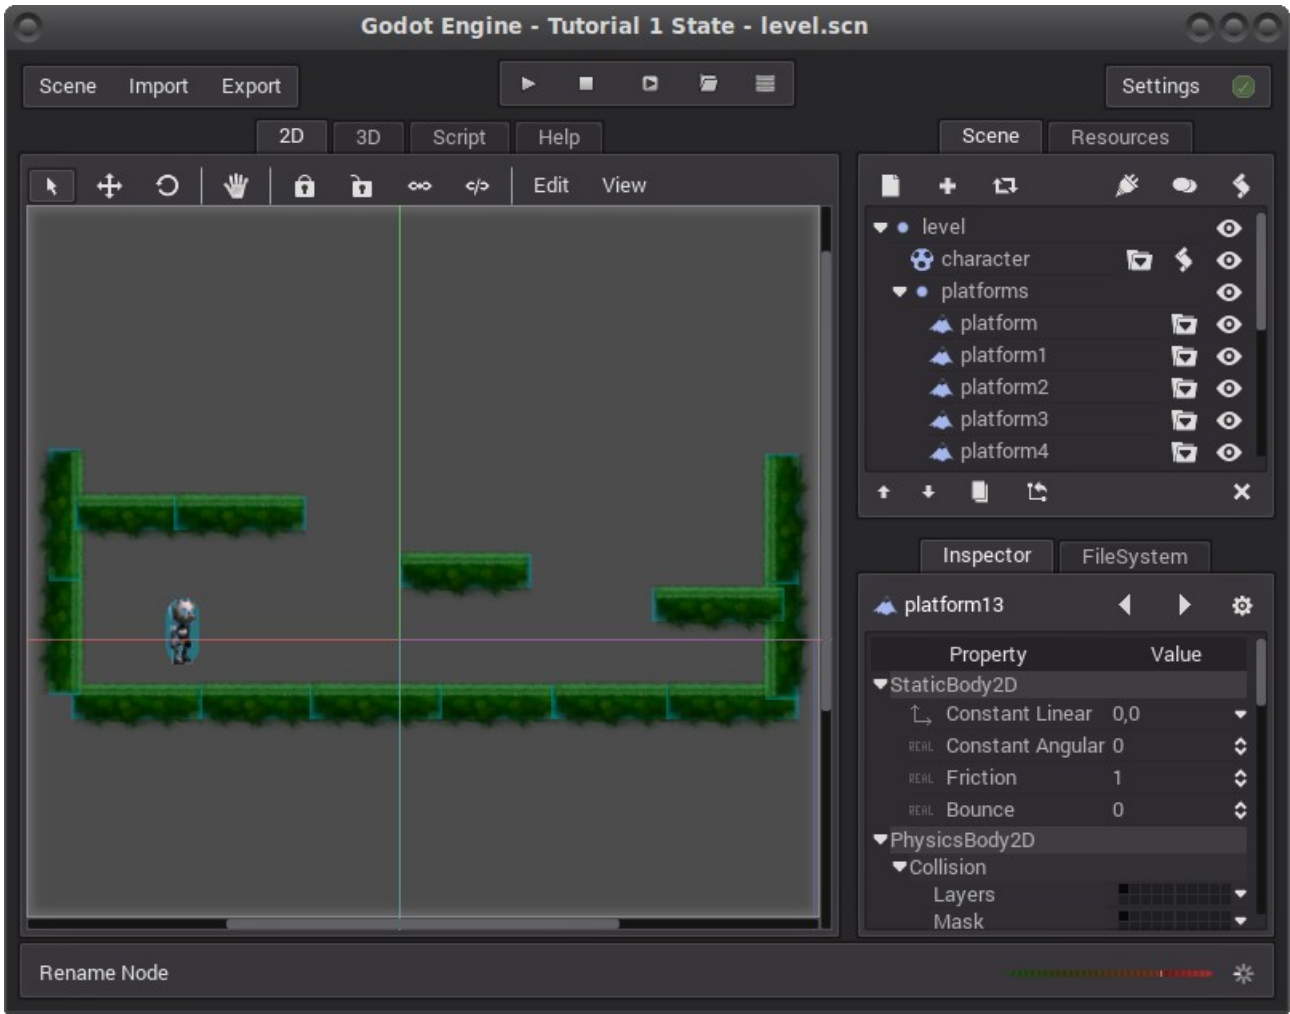 Godot Engine - Tutorial 1 State - level.scn
Scene Import Export
Settings
2D 3D Script Help
Scene Resources
Edit View
level
character
platforms
platform
platform1
platform2
platform3
platform4
Inspector FileSystem
platform13
Property Value
StaticBody2D
Constant Linear 0,0
REAL Constant Angular 0
REAL Friction 1
REAL Bounce 0
PhysicsBody2D
Collision
Layers
Mask
Rename Node